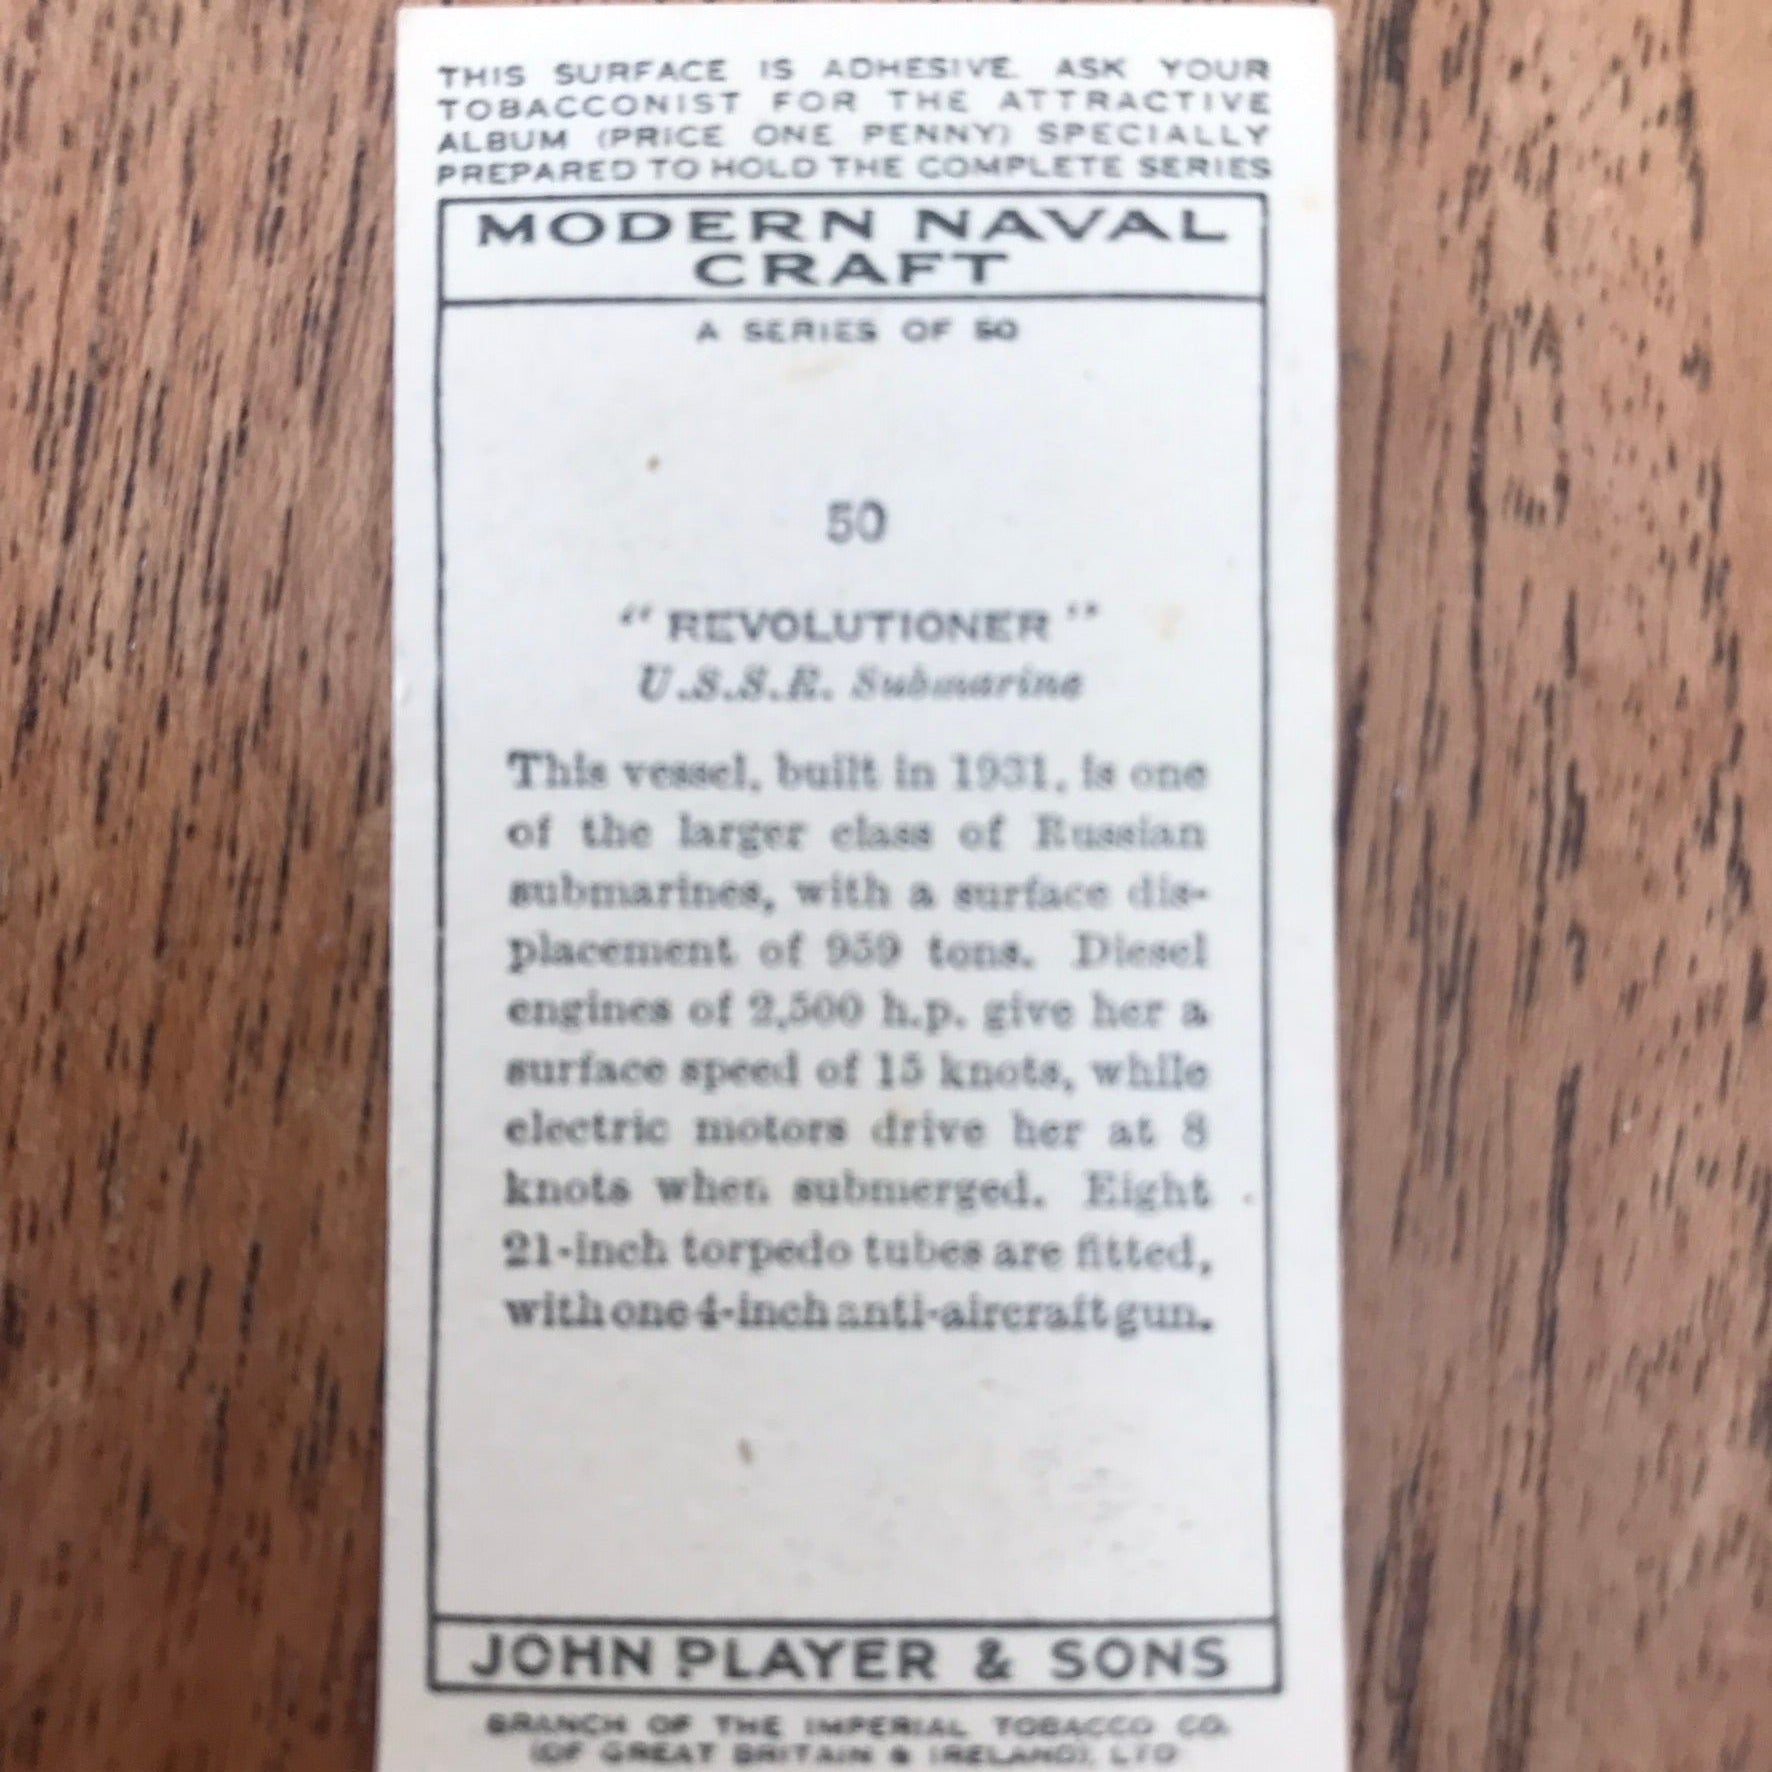 THIS SURFACE IS ADHESIVE. ASK YOUR
TOBACCONIST FOR THE ATTRACTIVE
ALBUM (PRICE ONE PENNY) SPECIALLY
PREPARED TO HOLD THE COMPLETE SERIES
MODERN NAVAL
CRAFT
A SERIES OF 50
50
"REVOLUTIONER"
U.S.S.R. Submarine
This vessel, built in 1931, is one
of the larger class of Russian
submarines, with a surface dis-
placement of 959 tons. Diesel
engines of 2,500 h.p. give her a
surface speed of 15 knots, while
electric motors drive her at 8
knots when submerged. Eight
21-inch torpedo tubes are fitted,
with one 4-inch anti-aircraft gun.
JOHN PLAYER & SONS
BRANCH OF THE IMPERIAL TOBACCO CO.
(OF GREAT BRITAIN & IRELAND), LTD